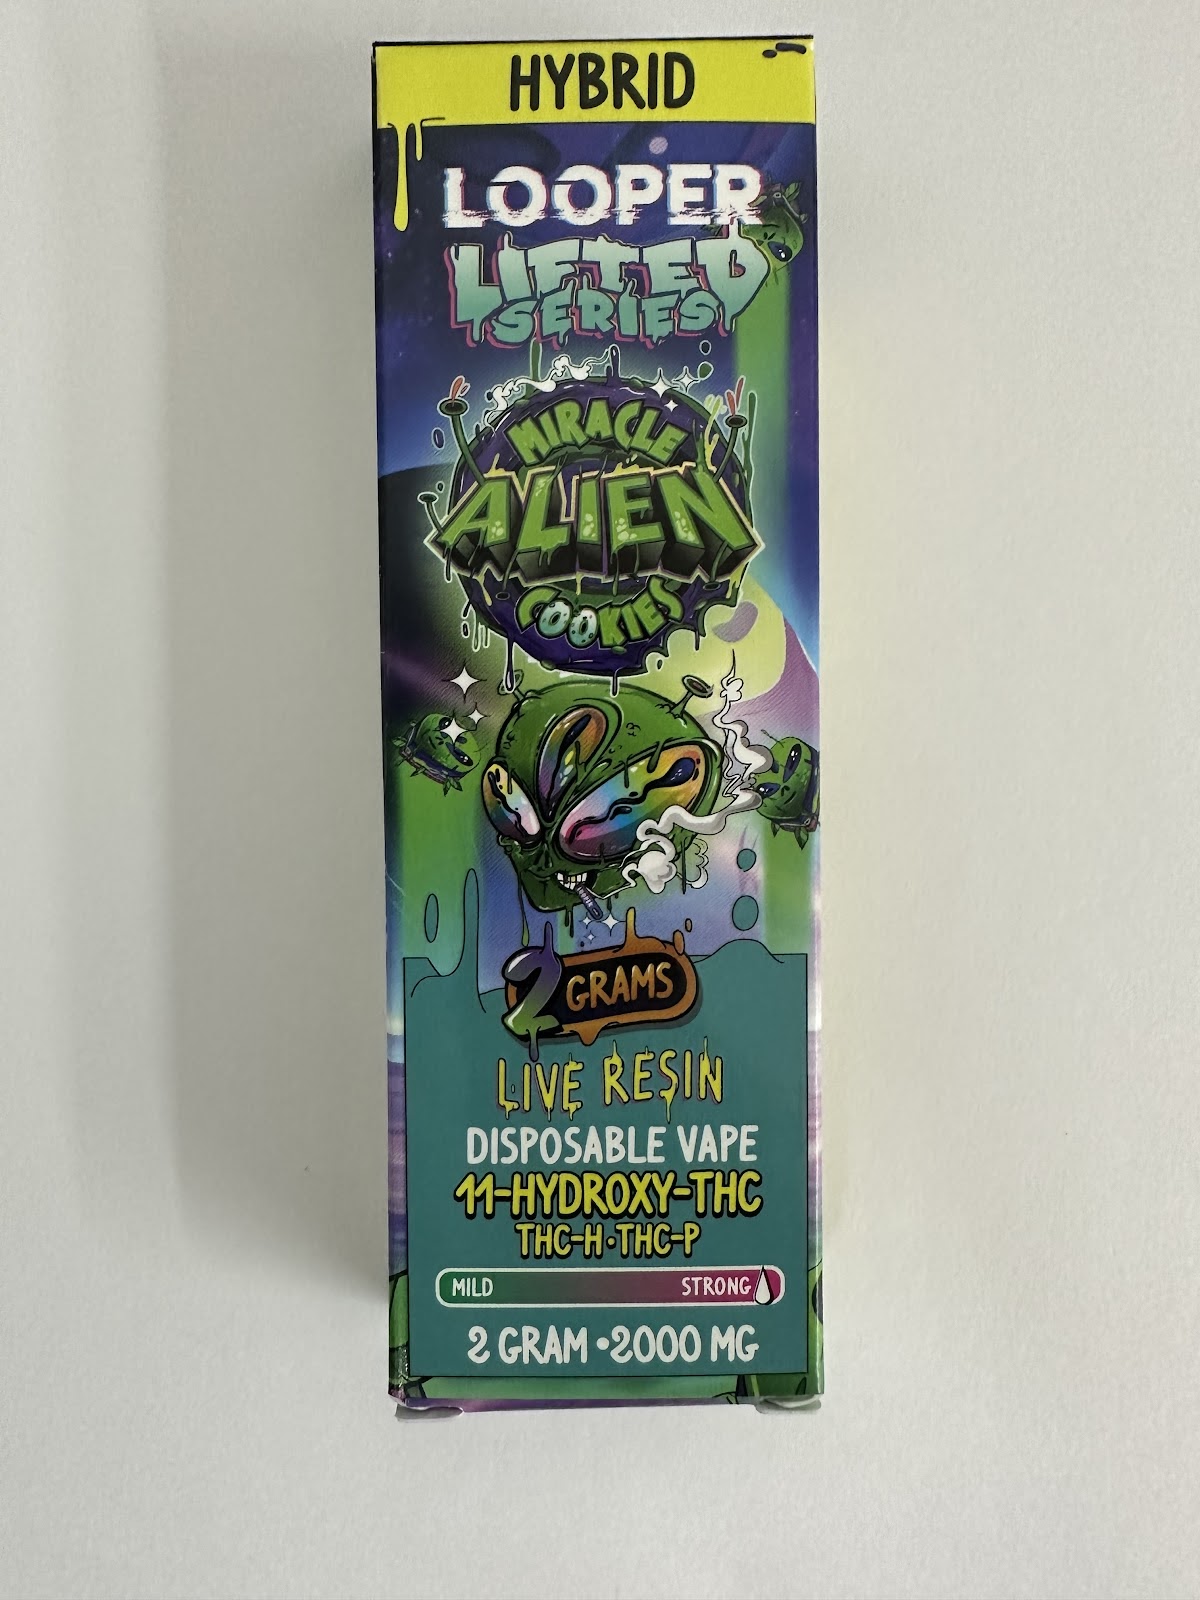 HYBRID
LOOPER
LIFTED
SERIES
MIRACLE
ALIEN
COOKIES
2 GRAMS
LIVE RESIN
DISPOSABLE VAPE
11-HYDROXY-THC
THC-H•THC-P
MILD STRONG
2 GRAM •2000 MG